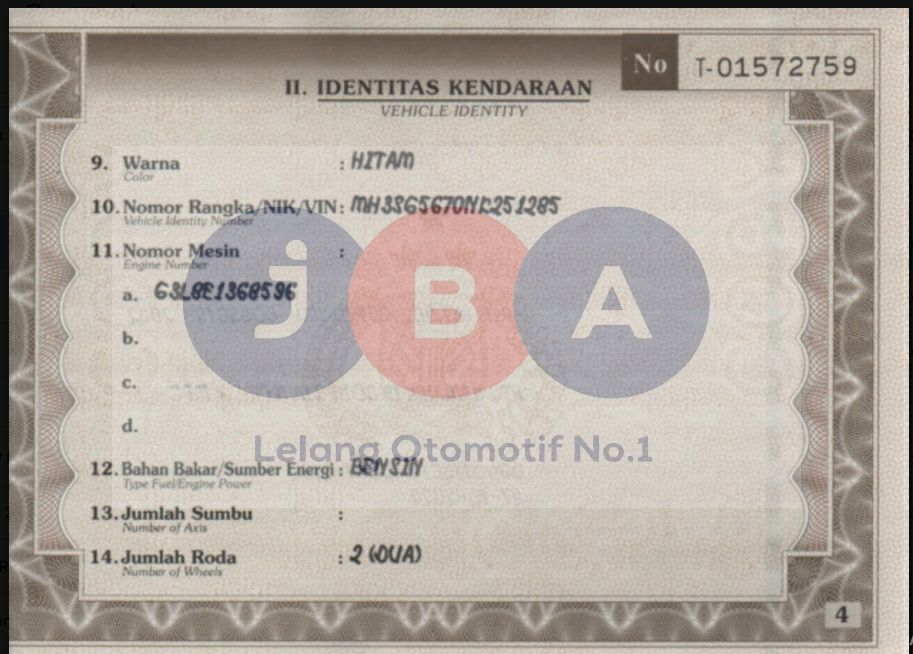 No T-01572759
II. IDENTITAS KENDARAAN
VEHICLE IDENTITY
9. Warna : HITAM
Color
10. Nomor Rangka/NIK/VIN : MH3SG5670NK251285
Vehicle Identity Number
11. Nomor Mesin :
Engine Number
a. G3L8E1368596
b.
c.
d.
jBA
Lelang Otomotif No.1
12. Bahan Bakar/Sumber Energi : BENSIN
Type Fuel/Engine Power
13. Jumlah Sumbu :
Number of Axis
14. Jumlah Roda : 2 (DUA)
Number of Wheels
4